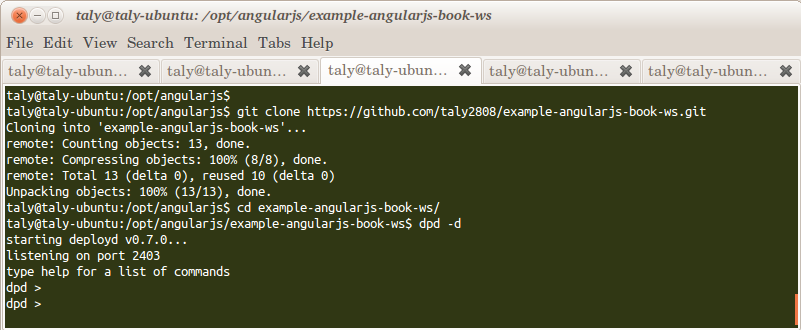 taly@taly-ubuntu: /opt/angularjs/example-angularjs-book-ws
File Edit View Search Terminal Tabs Help
taly@taly-ubun... taly@taly-ubun... taly@taly-ubun... taly@taly-ubun... taly@taly-ubun...
taly@taly-ubuntu:/opt/angularjs$
taly@taly-ubuntu:/opt/angularjs$ git clone https://github.com/taly2808/example-angularjs-book-ws.git
Cloning into 'example-angularjs-book-ws'...
remote: Counting objects: 13, done.
remote: Compressing objects: 100% (8/8), done.
remote: Total 13 (delta 0), reused 10 (delta 0)
Unpacking objects: 100% (13/13), done.
taly@taly-ubuntu:/opt/angularjs$ cd example-angularjs-book-ws/
taly@taly-ubuntu:/opt/angularjs/example-angularjs-book-ws$ dpd -d
starting deployd v0.7.0...
listening on port 2403
type help for a list of commands
dpd >
dpd >